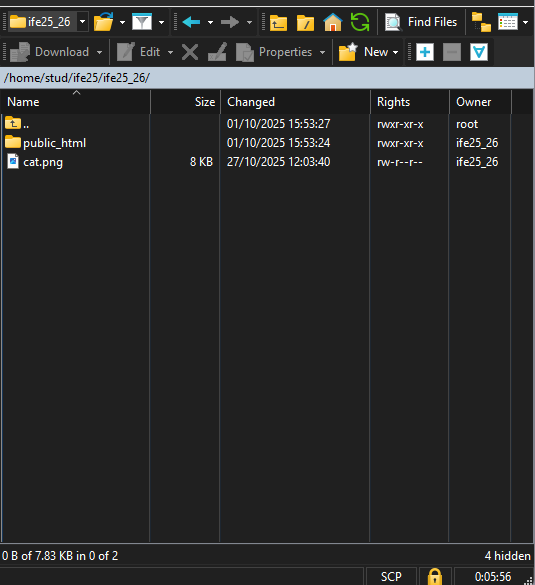 ife25_26 Find Files
Download Edit Properties New
/home/stud/ife25/ife25_26/
Name Size Changed Rights Owner
.. 01/10/2025 15:53:27 rwxr-xr-x root
public_html 01/10/2025 15:53:24 rwxr-xr-x ife25_26
cat.png 8 KB 27/10/2025 12:03:40 rw-r--r-- ife25_26
0 B of 7.83 KB in 0 of 2 4 hidden
SCP 0:05:56